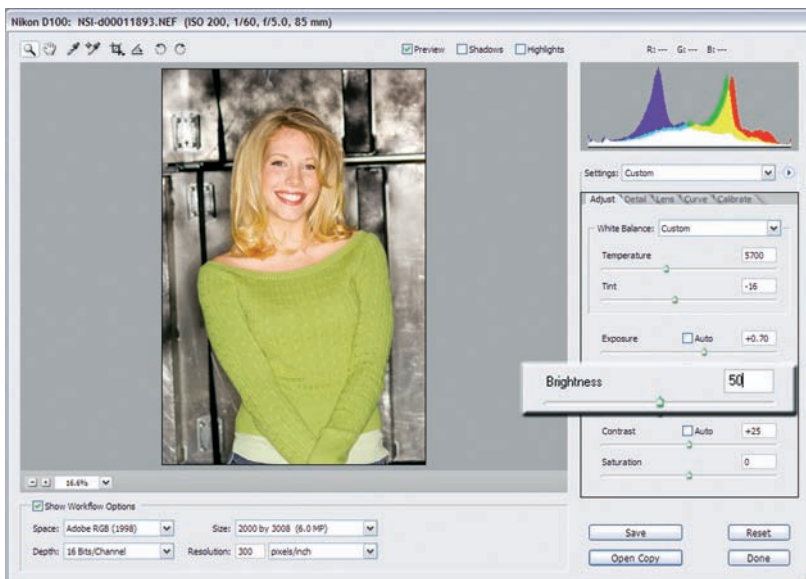 Nikon D100: NSI-d00011893.NEF (ISO 200, 1/60, f/5.0, 85 mm)
Preview Shadows Highlights R: --- G: --- B: ---
Settings: Custom
Adjust Detail Lens Curve Calibrate
White Balance: Custom
Temperature 5700
Tint -16
Exposure Auto +0.70
Brightness 50
Contrast Auto +25
Saturation 0
16.6%
Show Workflow Options
Space: Adobe RGB (1998) Size: 2000 by 3008 (6.0 MP)
Depth: 16 Bits/Channel Resolution: 300 pixels/inch
Save Reset
Open Copy Done